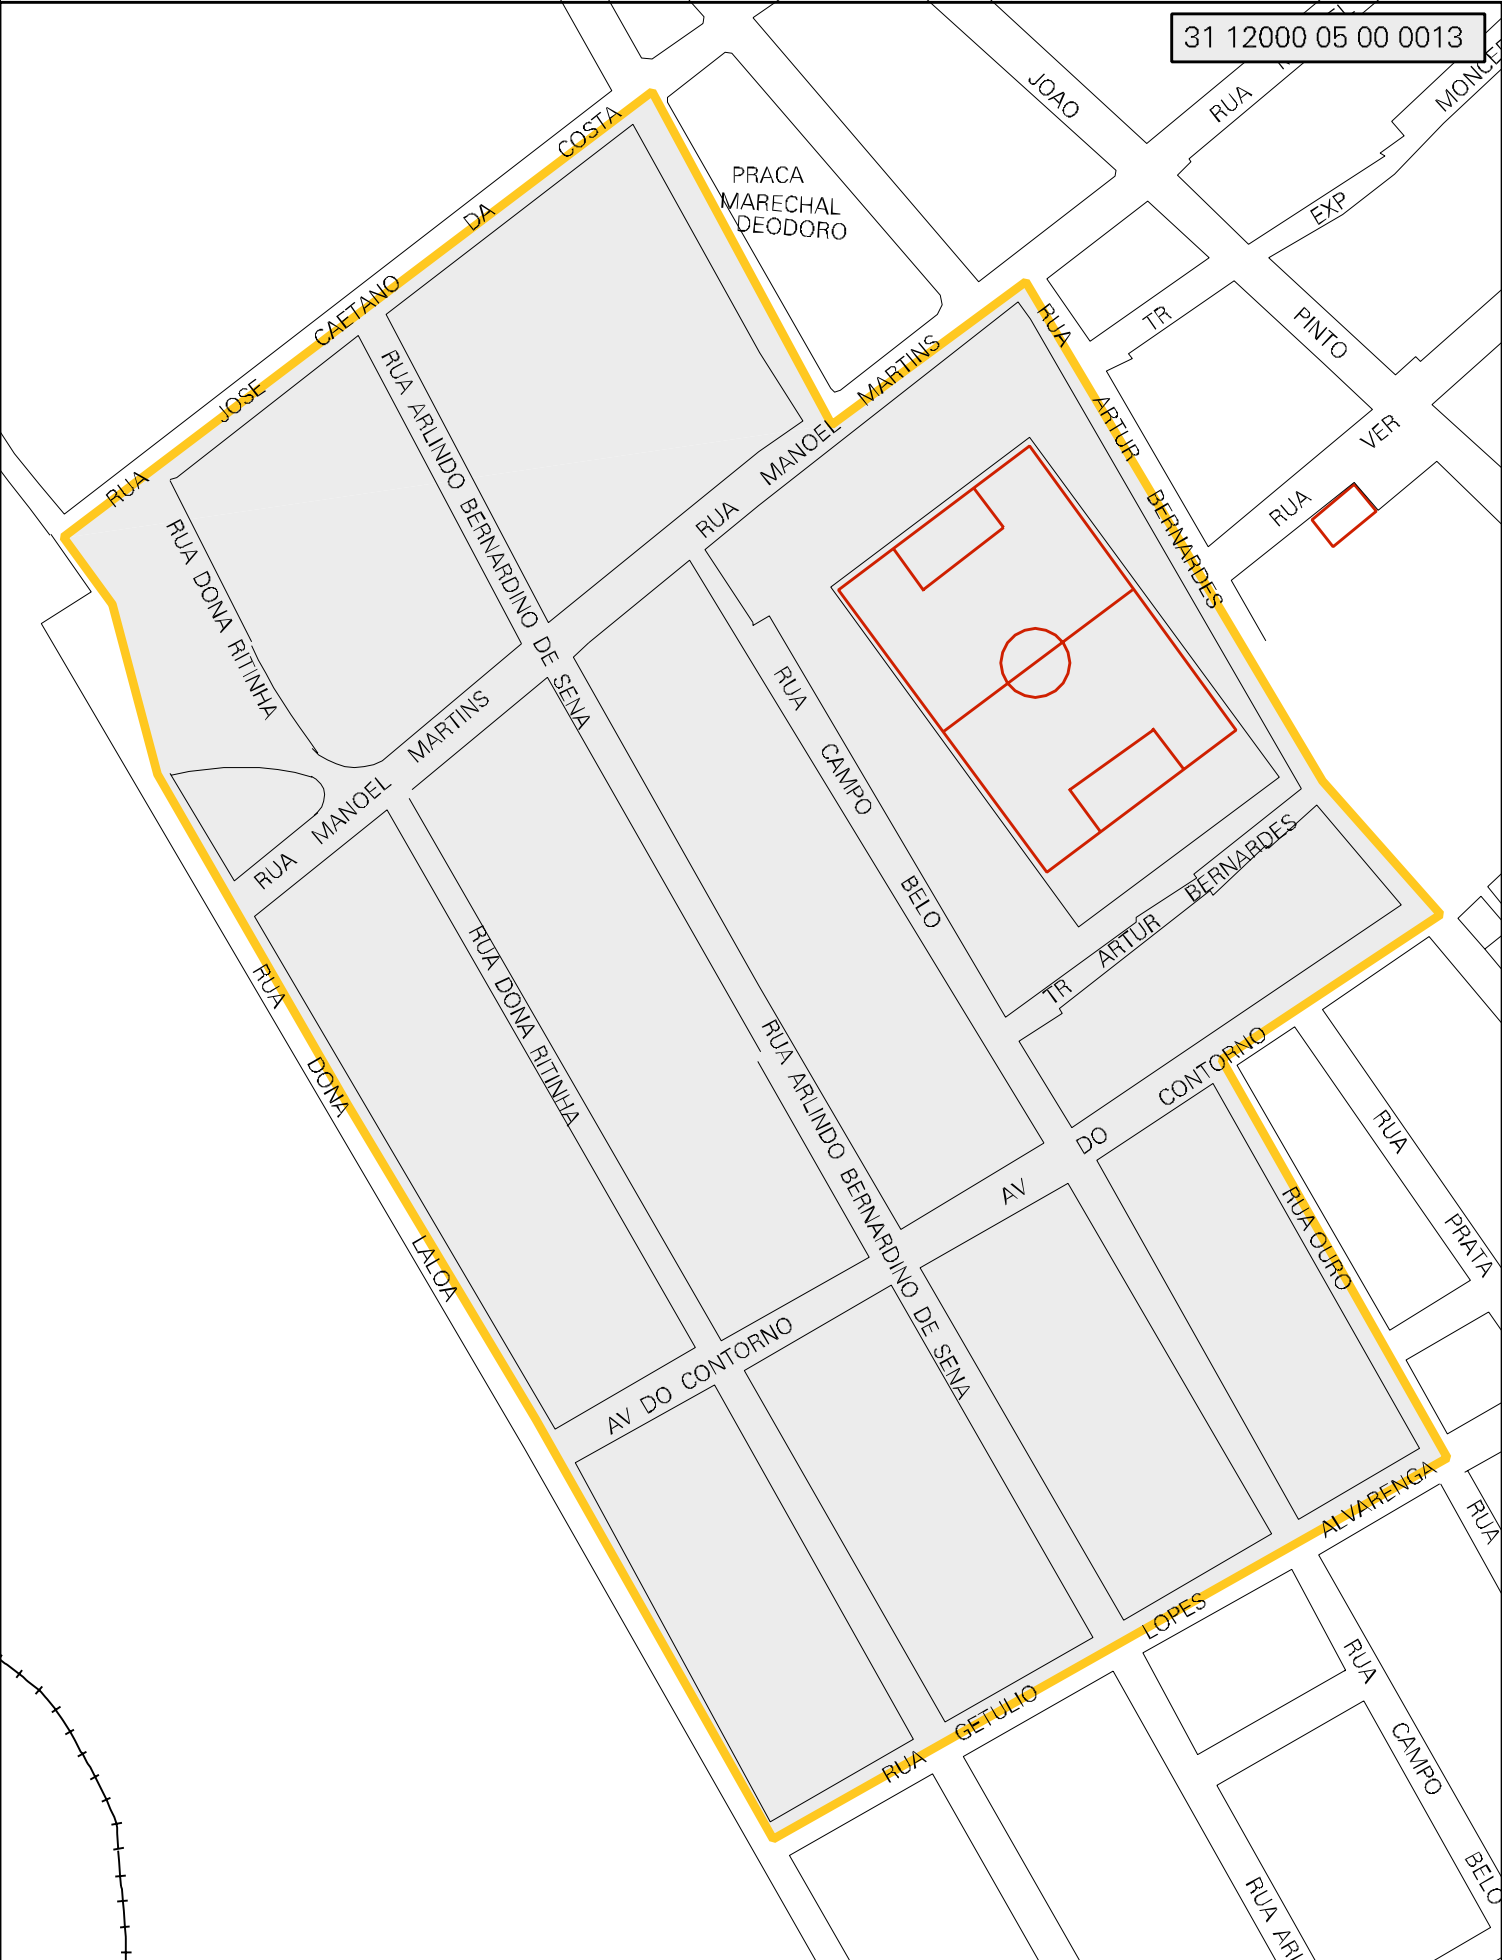 31 12000 05 00 0013
JOAO
RUA
MONCE
EXP
PRACA
MARECHAL
DEODORO
RUA JOSE CAETANO DA COSTA
TR
PINTO
VER
RUA
RUA ARTUR BERNARDES
RUA MANOEL MARTINS
RUA ARLINDO BERNARDINO DE SENA
RUA DONA RITINHA
RUA MANOEL MARTINS
RUA CAMPO BELO
TR ARTUR BERNARDES
RUA DONA RITINHA
RUA ARLINDO BERNARDINO DE SENA
RUA DONA LALOA
AV DO CONTORNO
AV DO CONTORNO
RUA OURO
RUA PRATA
RUA GETULIO LOPES ALVARENGA
RUA
RUA CAMPO BELO
RUA ARL